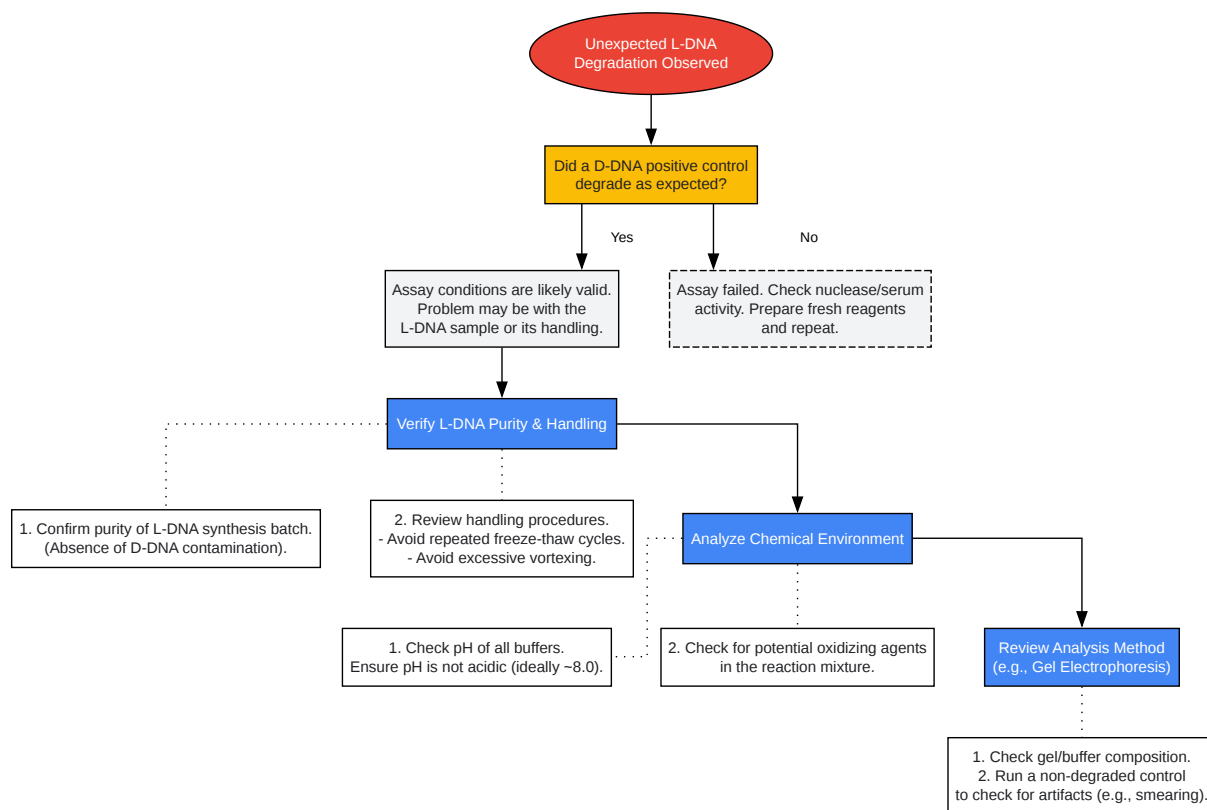 Unexpected L-DNA
Degradation Observed
Did a D-DNA positive control
degrade as expected?
Yes
No
Assay conditions are likely valid.
Problem may be with the
L-DNA sample or its handling.
Assay failed. Check nuclease/serum
activity. Prepare fresh reagents
and repeat.
Verify L-DNA Purity & Handling
1. Confirm purity of L-DNA synthesis batch.
(Absence of D-DNA contamination).
2. Review handling procedures.
- Avoid repeated freeze-thaw cycles.
- Avoid excessive vortexing.
Analyze Chemical Environment
1. Check pH of all buffers.
Ensure pH is not acidic (ideally ~8.0).
2. Check for potential oxidizing agents
in the reaction mixture.
Review Analysis Method
(e.g., Gel Electrophoresis)
1. Check gel/buffer composition.
2. Run a non-degraded control
to check for artifacts (e.g., smearing).